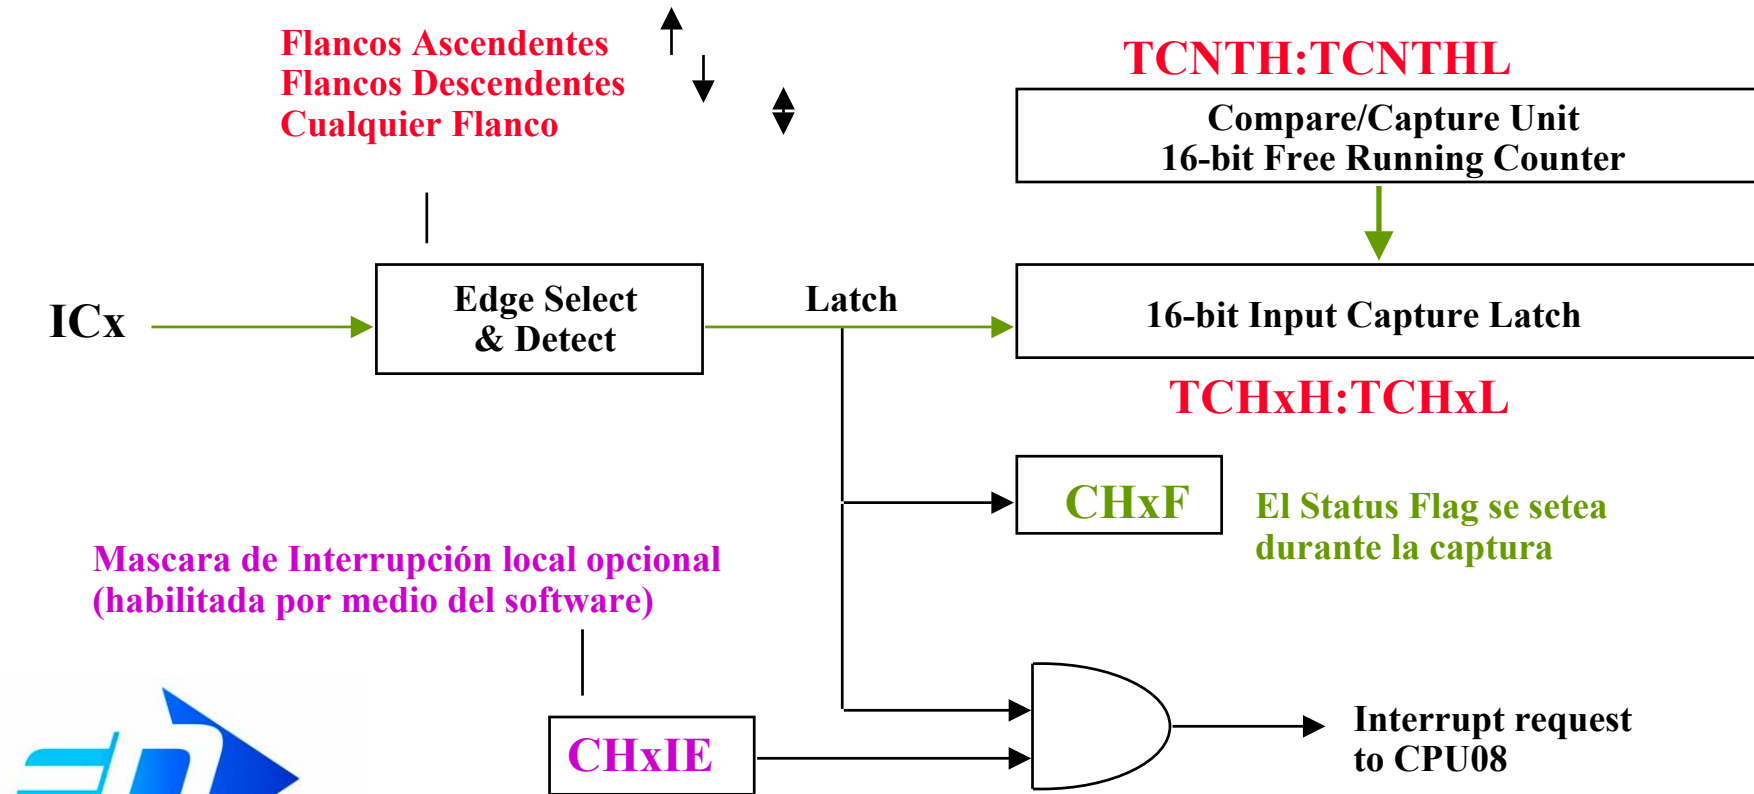 Flancos Ascendentes
Flancos Descendentes
Cualquier Flanco
TCNTH:TCNTHL
Compare/Capture Unit
16-bit Free Running Counter
ICx
Edge Select
& Detect
Latch
16-bit Input Capture Latch
TCHxH:TCHxL
CHxF
El Status Flag se setea
durante la captura
Mascara de Interrupción local opcional
(habilitada por medio del software)
CHxIE
Interrupt request
to CPU08